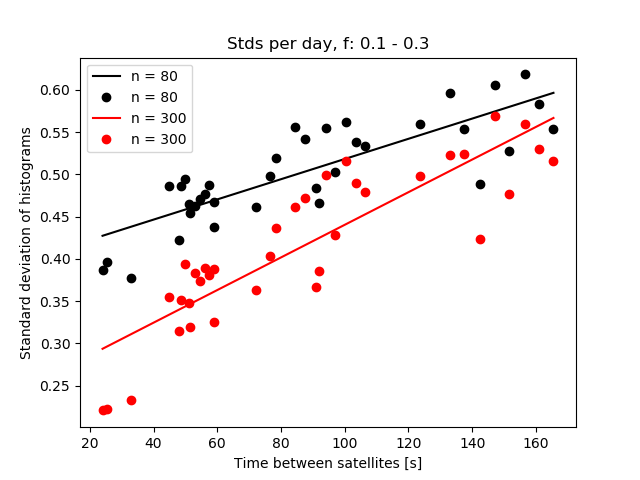 Stds per day, f: 0.1 - 0.3
n = 80
n = 80
n = 300
n = 300
Standard deviation of histograms
0.60
0.55
0.50
0.45
0.40
0.35
0.30
0.25
20 40 60 80 100 120 140 160
Time between satellites [s]